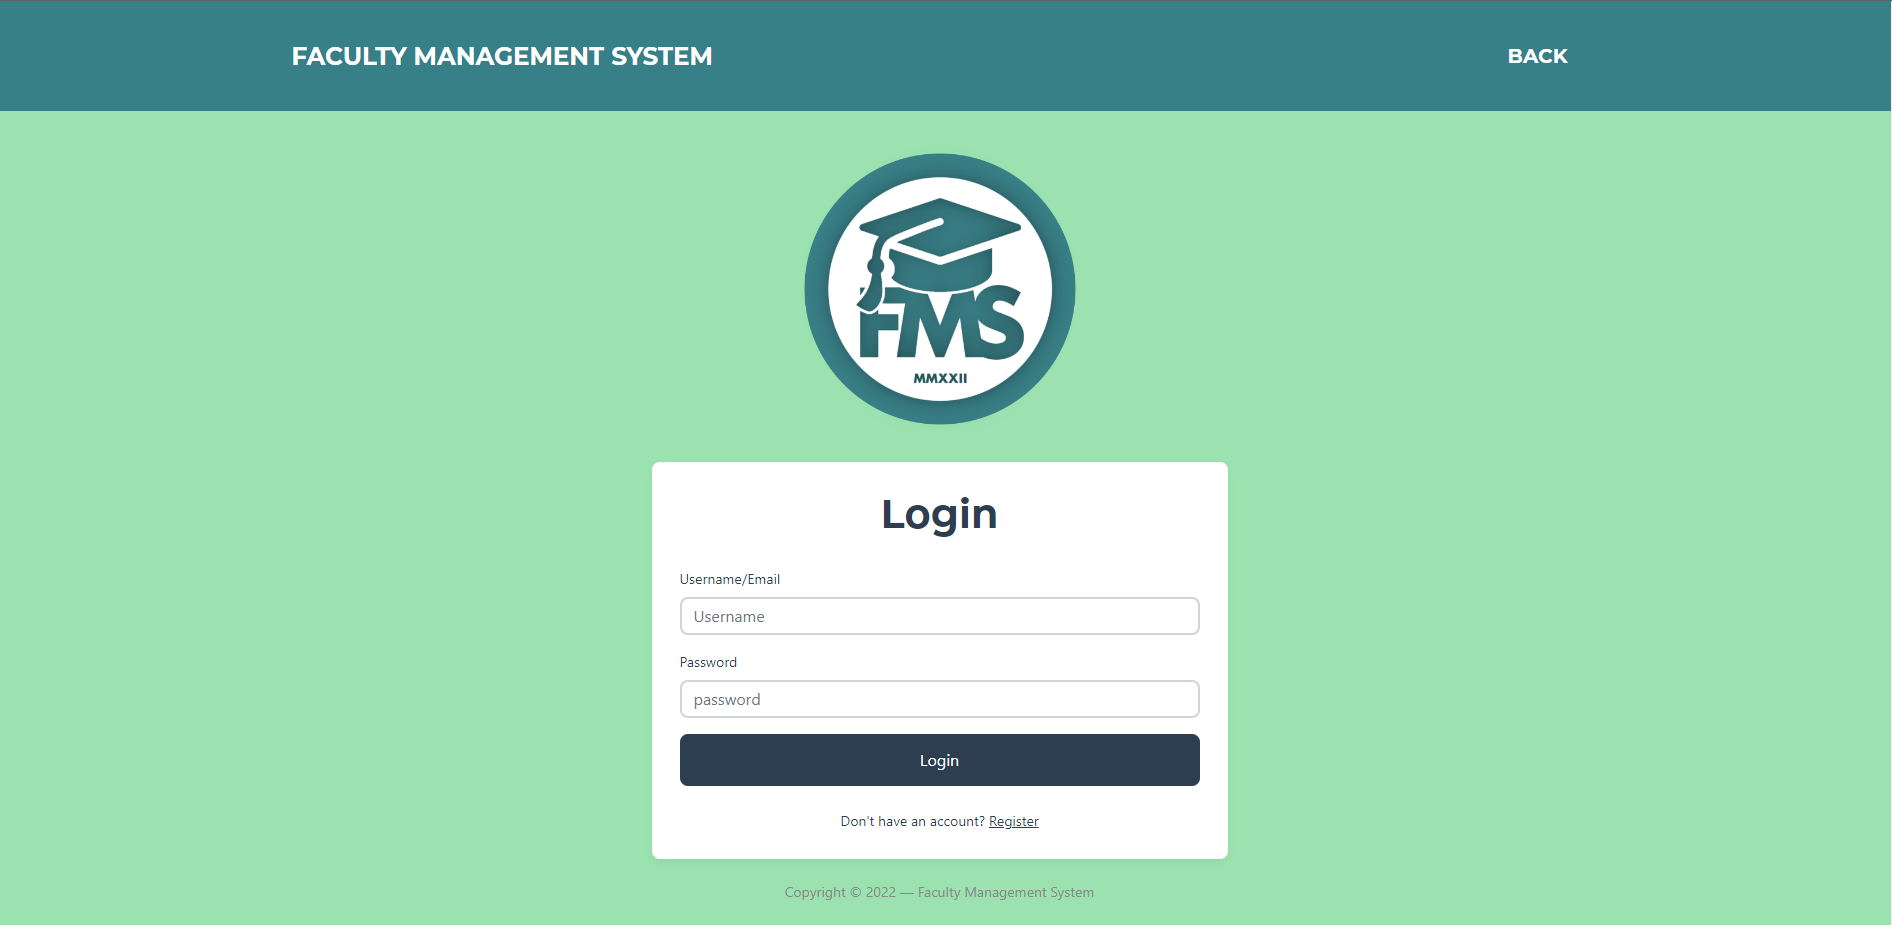 FACULTY MANAGEMENT SYSTEM
BACK
FMS
MMXXII
Login
Username/Email
Username
Password
password
Login
Don't have an account? Register
Copyright © 2022 — Faculty Management System